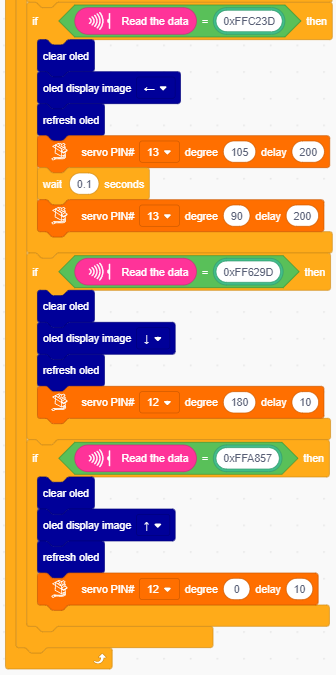 if Read the data = 0xFFC23D then
clear oled
oled display image ←
refresh oled
servo PIN# 13 degree 105 delay 200
wait 0.1 seconds
servo PIN# 13 degree 90 delay 200
if Read the data = 0xFF629D then
clear oled
oled display image ↓
refresh oled
servo PIN# 12 degree 180 delay 10
if Read the data = 0xFFA857 then
clear oled
oled display image ↑
refresh oled
servo PIN# 12 degree 0 delay 10